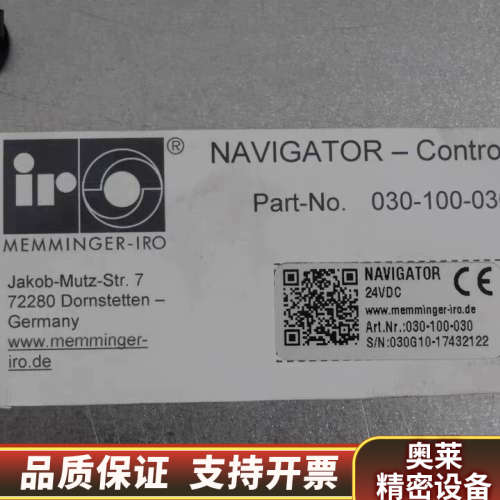 iro ®
MEMMINGER-IRO
NAVIGATOR – Contro
Part-No. 030-100-030
Jakob-Mutz-Str. 7
72280 Dornstetten –
Germany
www.memminger-
iro.de
NAVIGATOR CE
24VDC
www.memminger-iro.de
Art.Nr.:030-100-030
S/N:030G10-17432122
品质保证 支持开票
奥莱
精密设备